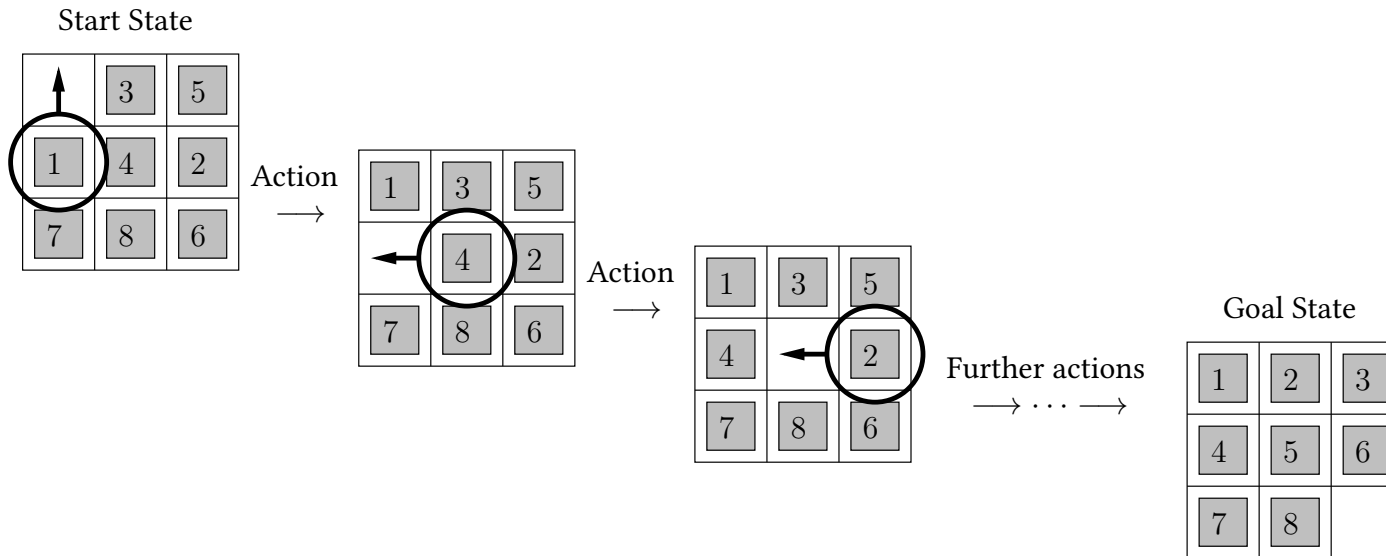 Start State
3 5
1 4 2
7 8 6
Action
⟶
1 3 5
4 2
7 8 6
Action
⟶
1 3 5
4 2
7 8 6
Further actions
⟶ ··· ⟶
Goal State
1 2 3
4 5 6
7 8